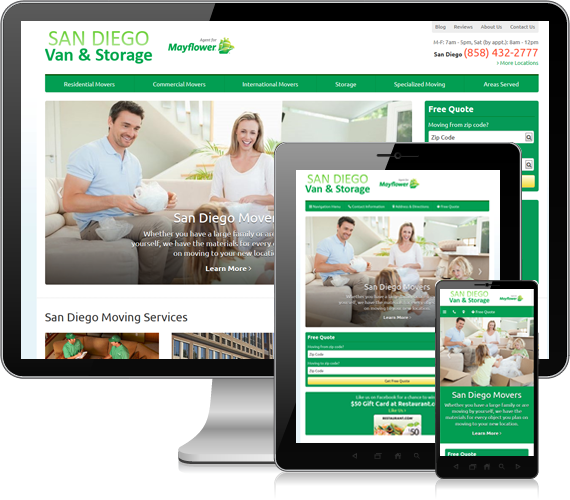 SAN DIEGO
Van & Storage
Agent for
Mayflower
Blog Reviews About Us Contact Us
M-F: 7am - 5pm, Sat (by appt.): 8am - 12pm
San Diego (858) 432-2777
› More Locations
Residential Movers Commercial Movers International Movers Storage Specialized Moving Areas Served
Free Quote
Moving from zip code?
Zip Code
San Diego Movers
Whether you have a large family or are
yourself, we have the materials for every
on moving to your new location
Learn More ›
San Diego Moving Services
SAN DIEGO
Van & Storage
Agent for
Mayflower
Navigation Menu Contact Information Address & Directions Free Quote
San Diego Movers
Whether you have a large family or are moving by
yourself, we have the materials for every
on moving to your new location.
Learn More ›
Free Quote
Moving from zip code?
Zip Code
Moving to zip code?
Zip Code
Get Free Quote
Like us on Facebook for a chance to win
$50 Gift Card at Restaurant.c
Like Us ›
RESTAURANT.COM
$50
SAN DIEGO
Van & Storage
Mayflower
Free Quote
San Diego Movers
Whether you have a large family or are
moving by yourself, we have the
materials for every object you plan on
moving to your new location.
Learn More ›
Free Quote